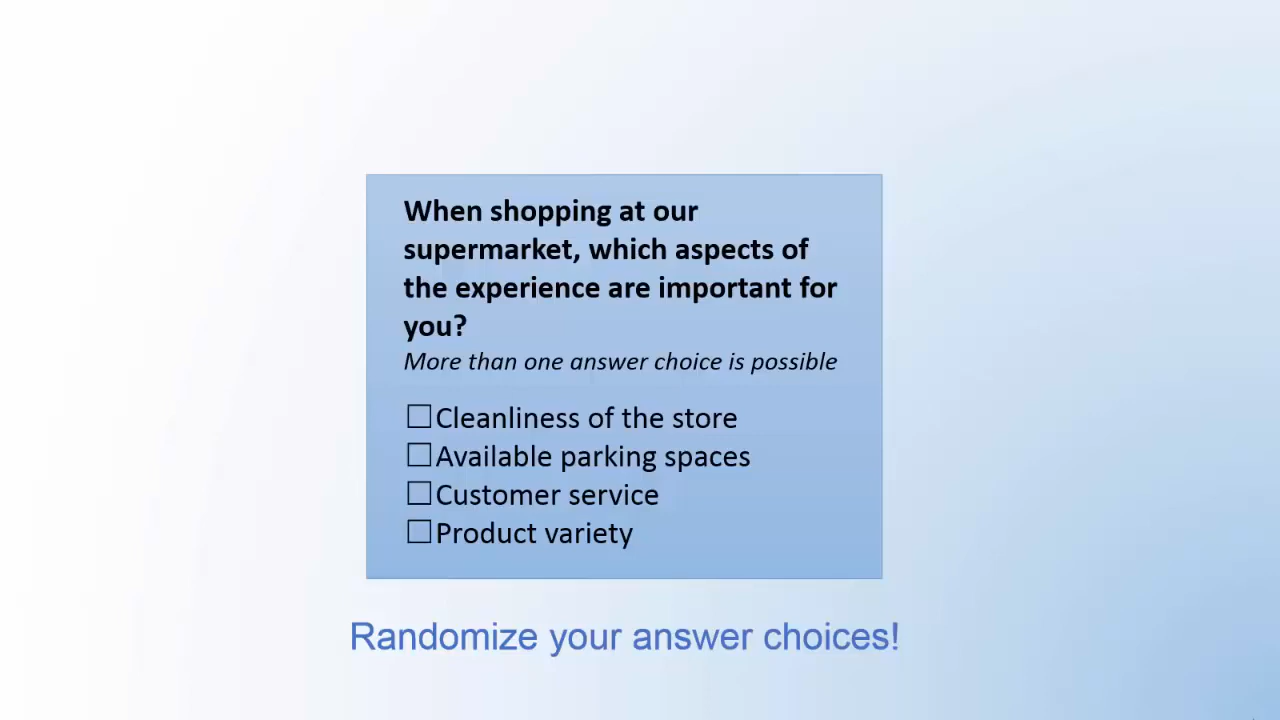 When shopping at our
supermarket, which aspects of
the experience are important for
you?
More than one answer choice is possible
☐Cleanliness of the store
☐Available parking spaces
☐Customer service
☐Product variety
Randomize your answer choices!